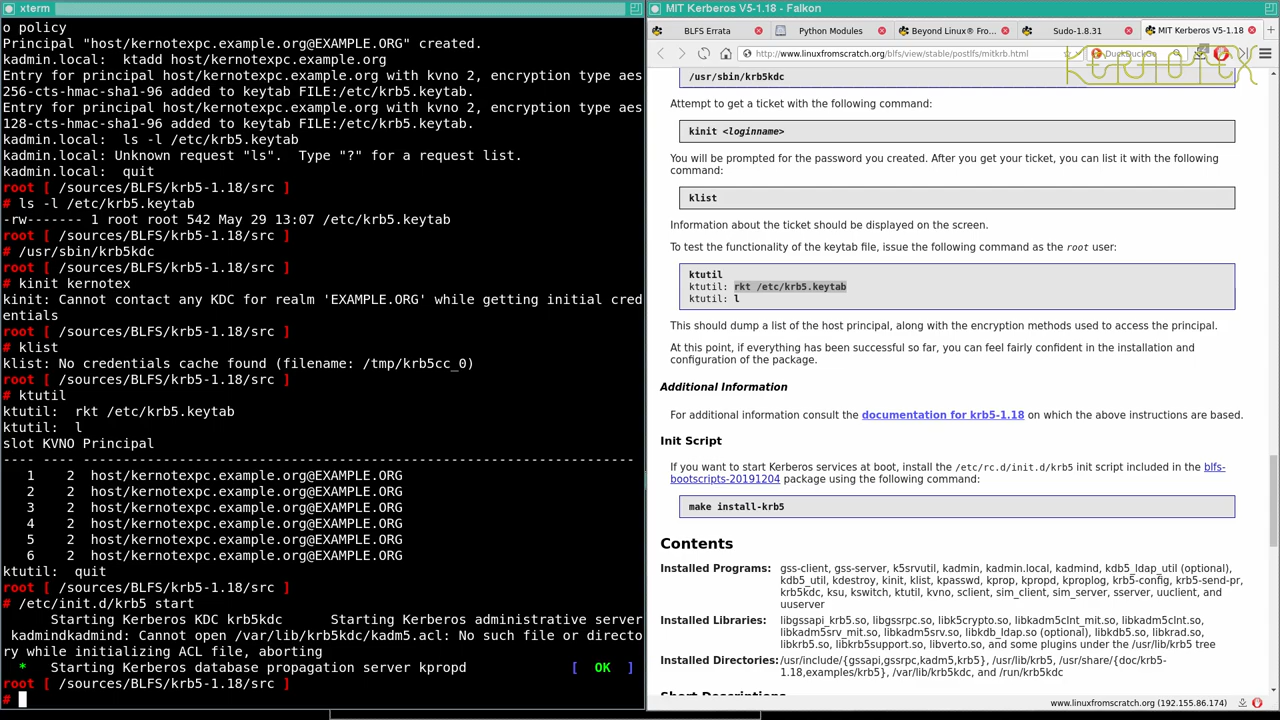 xterm
o policy
Principal "host/kernotexpc.example.org@EXAMPLE.ORG" created.
kadmin.local:  ktadd host/kernotexpc.example.org
Entry for principal host/kernotexpc.example.org with kvno 2, encryption type aes
256-cts-hmac-sha1-96 added to keytab FILE:/etc/krb5.keytab.
Entry for principal host/kernotexpc.example.org with kvno 2, encryption type aes
128-cts-hmac-sha1-96 added to keytab FILE:/etc/krb5.keytab.
kadmin.local:  ls -l /etc/krb5.keytab
kadmin.local: Unknown request "ls".  Type "?" for a request list.
kadmin.local:  quit
root [ /sources/BLFS/krb5-1.18/src ]
# ls -l /etc/krb5.keytab
-rw------- 1 root root 542 May 29 13:07 /etc/krb5.keytab
root [ /sources/BLFS/krb5-1.18/src ]
# /usr/sbin/krb5kdc
root [ /sources/BLFS/krb5-1.18/src ]
# kinit kernotex
kinit: Cannot contact any KDC for realm 'EXAMPLE.ORG' while getting initial cred
entials
root [ /sources/BLFS/krb5-1.18/src ]
# klist
klist: No credentials cache found (filename: /tmp/krb5cc_0)
root [ /sources/BLFS/krb5-1.18/src ]
# ktutil
ktutil:  rkt /etc/krb5.keytab
ktutil:  l
slot KVNO Principal
---- ---- ---------------------------------------------------------------------
1    2  host/kernotexpc.example.org@EXAMPLE.ORG
2    2  host/kernotexpc.example.org@EXAMPLE.ORG
3    2  host/kernotexpc.example.org@EXAMPLE.ORG
4    2  host/kernotexpc.example.org@EXAMPLE.ORG
5    2  host/kernotexpc.example.org@EXAMPLE.ORG
6    2  host/kernotexpc.example.org@EXAMPLE.ORG
ktutil:  quit
root [ /sources/BLFS/krb5-1.18/src ]
# /etc/init.d/krb5 start
Starting Kerberos KDC krb5kdc      Starting Kerberos administrative server
kadmindkadmind: Cannot open /var/lib/krb5kdc/kadm5.acl: No such file or directo
ry while initializing ACL file, aborting
*   Starting Kerberos database propagation server kpropd             [  OK  ]
root [ /sources/BLFS/krb5-1.18/src ]
#
MIT Kerberos V5-1.18 - Falkon
BLFS Errata
Python Modules
Beyond Linux® Fro...
Sudo-1.8.31
MIT Kerberos V5-1.18
http://www.linuxfromscratch.org/blfs/view/stable/postlfs/mitkrb.html
DuckDuckGo
KERNOTEX
/usr/sbin/krb5kdc
Attempt to get a ticket with the following command:
kinit <loginname>
You will be prompted for the password you created. After you get your ticket, you can list it with the following
command:
klist
Information about the ticket should be displayed on the screen.
To test the functionality of the keytab file, issue the following command as the root user:
ktutil
ktutil: rkt /etc/krb5.keytab
ktutil: l
This should dump a list of the host principal, along with the encryption methods used to access the principal.
At this point, if everything has been successful so far, you can feel fairly confident in the installation and
configuration of the package.
Additional Information
For additional information consult the documentation for krb5-1.18 on which the above instructions are based.
Init Script
If you want to start Kerberos services at boot, install the /etc/rc.d/init.d/krb5 init script included in the blfs-
bootscripts-20191204 package using the following command:
make install-krb5
Contents
Installed Programs: gss-client, gss-server, k5srvutil, kadmin, kadmin.local, kadmind, kdb5_ldap_util (optional),
kdb5_util, kdestroy, kinit, klist, kpasswd, kprop, kpropd, kproplog, krb5-config, krb5-send-pr,
krb5kdc, ksu, kswitch, ktutil, kvno, sclient, sim_client, sim_server, sserver, uuclient, and
uuserver
Installed Libraries: libgssapi_krb5.so, libgssrpc.so, libk5crypto.so, libkadm5clnt_mit.so, libkadm5clnt.so,
libkadm5srv_mit.so, libkadm5srv.so, libkdb_ldap.so (optional), libkdb5.so, libkrad.so,
libkrb5.so, libkrb5support.so, libverto.so, and some plugins under the /usr/lib/krb5 tree
Installed Directories: /usr/include/{gssapi,gssrpc,kadm5,krb5}, /usr/lib/krb5, /usr/share/{doc/krb5-
1.18,examples/krb5}, /var/lib/krb5kdc, and /run/krb5kdc
www.linuxfromscratch.org (192.155.86.174)